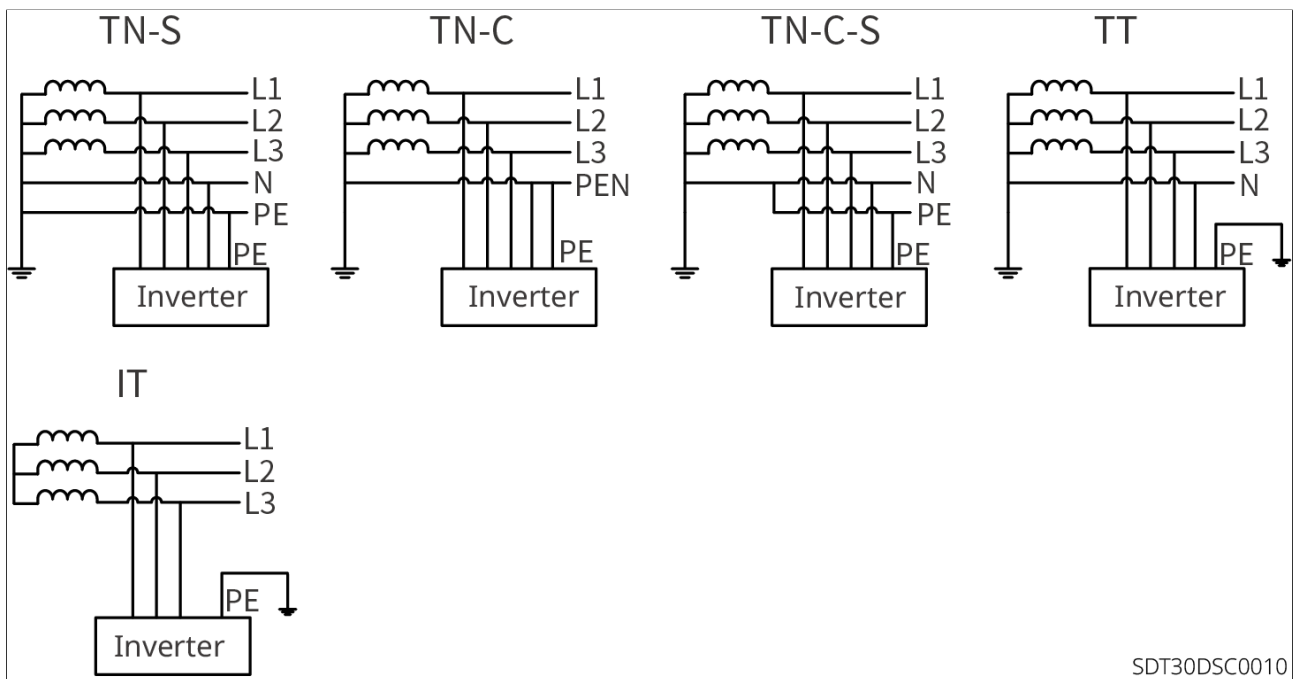 TN-S
L1
L2
L3
N
PE
PE
Inverter
TN-C
L1
L2
L3
PEN
PE
Inverter
TN-C-S
L1
L2
L3
N
PE
PE
Inverter
TT
L1
L2
L3
N
PE
Inverter
IT
L1
L2
L3
PE
Inverter
SDT30DSC0010